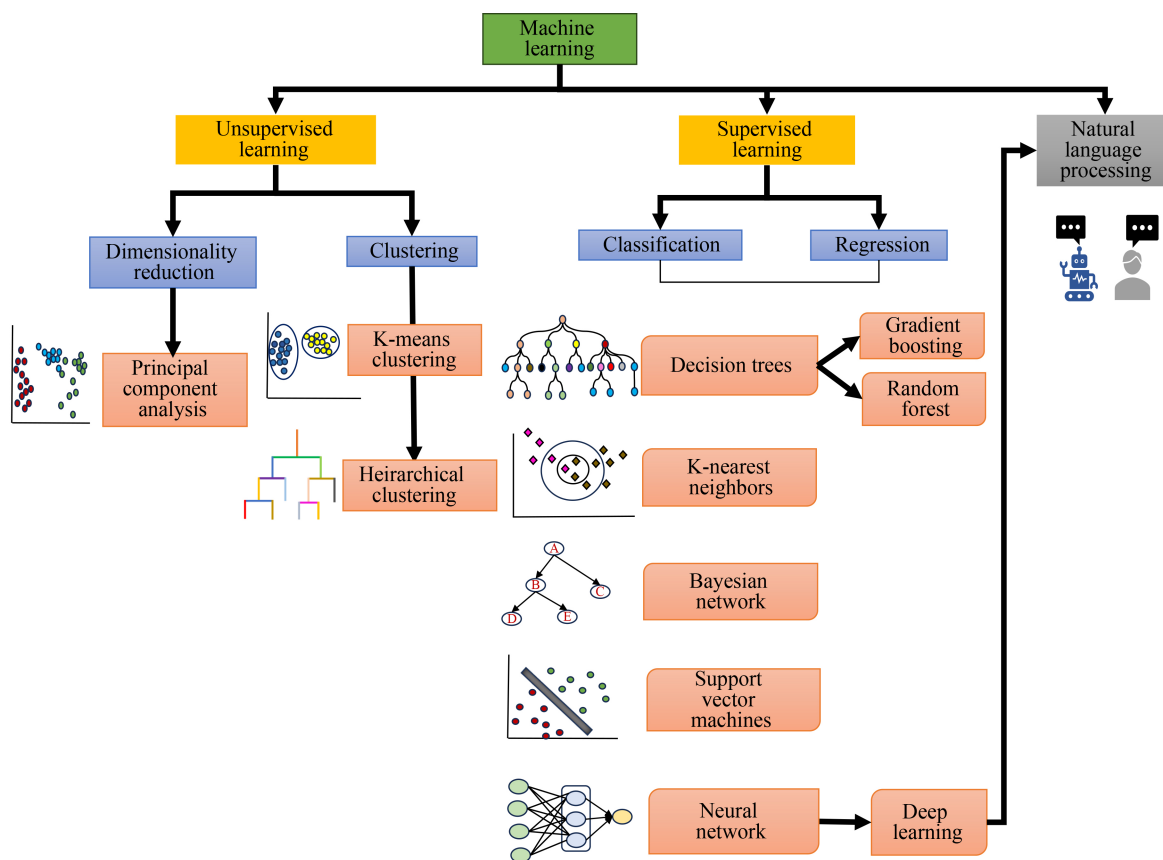 Machine
learning
Unsupervised
learning
Supervised
learning
Natural
language
processing
Dimensionality
reduction
Clustering
Classification
Regression
Principal
component
analysis
K-means
clustering
Heirarchical
clustering
Decision trees
Gradient
boosting
Random
forest
K-nearest
neighbors
A
B
C
D
E
Bayesian
network
Support
vector
machines
Neural
network
Deep
learning